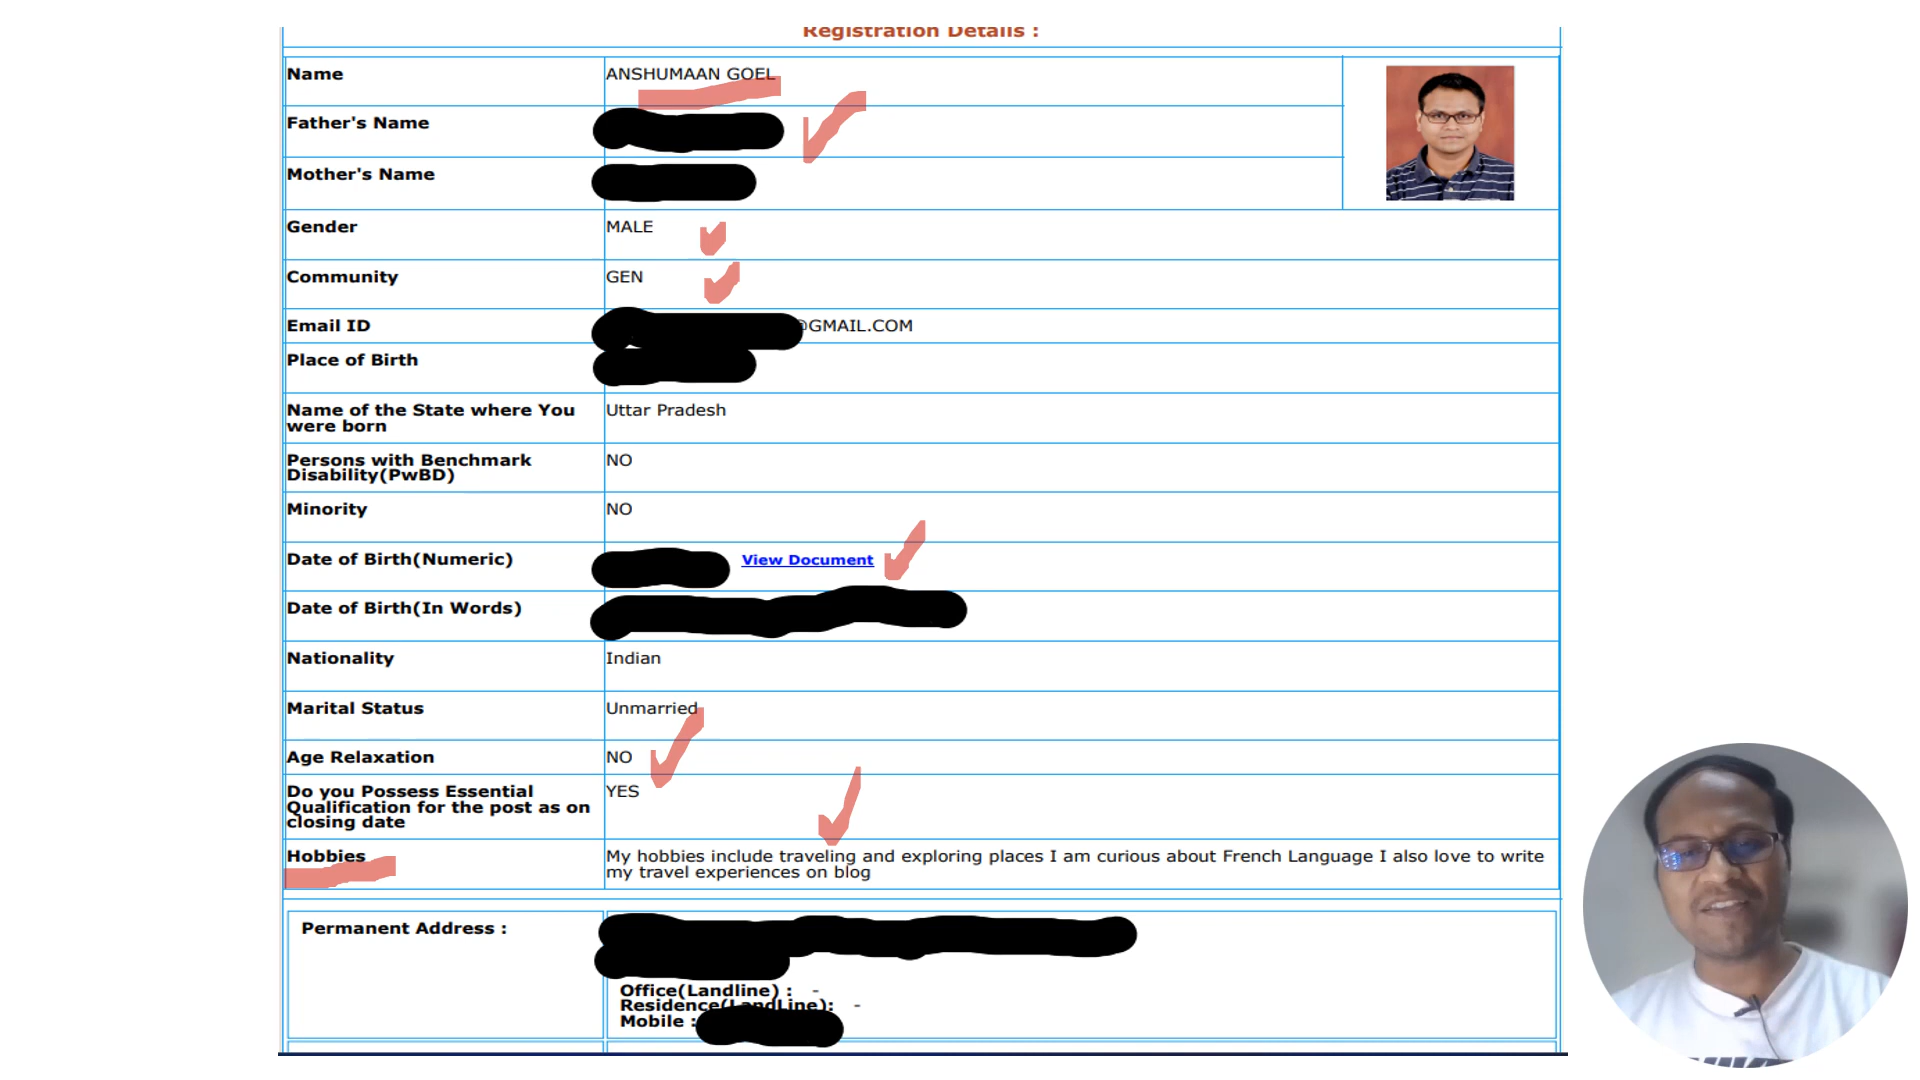 Registration Details :
Name ANSHUMAAN GOEL
Father's Name
Mother's Name
Gender MALE
Community GEN
Email ID @GMAIL.COM
Place of Birth
Name of the State where You Uttar Pradesh
were born
Persons with Benchmark NO
Disability(PwBD)
Minority NO
Date of Birth(Numeric) View Document
Date of Birth(In Words)
Nationality Indian
Marital Status Unmarried
Age Relaxation NO
Do you Possess Essential YES
Qualification for the post as on
closing date
Hobbies My hobbies include traveling and exploring places I am curious about French Language I also love to write
my travel experiences on blog
Permanent Address :
Office(Landline) : -
Residence(LandLine): -
Mobile :